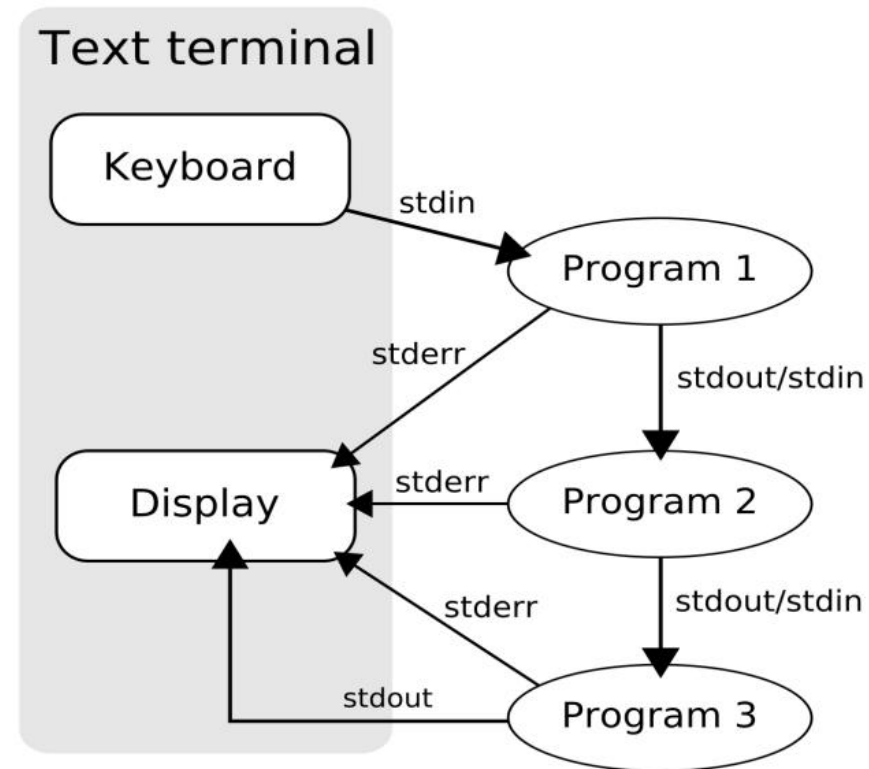 Text terminal
Keyboard
stdin
Program 1
stderr
stdout/stdin
Display
stderr
Program 2
stderr
stdout/stdin
stdout
Program 3